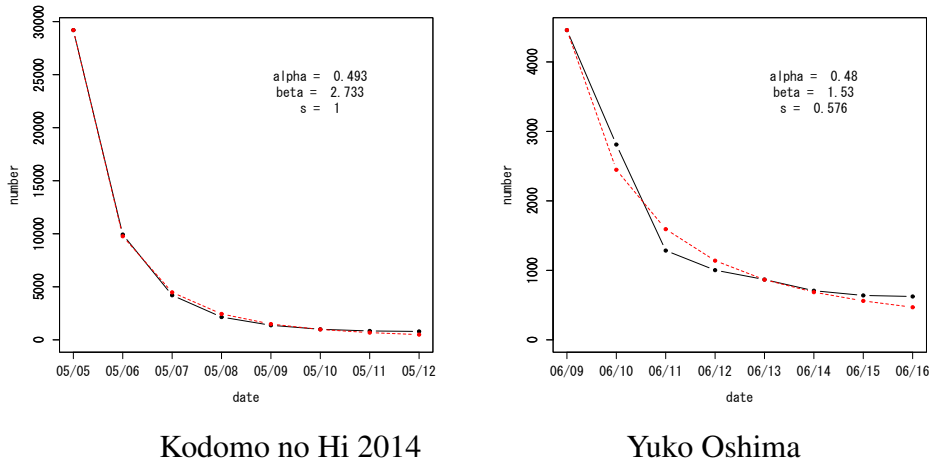 30000
25000
20000
15000
10000
5000
0
number
alpha = 0.493
beta = 2.733
s = 1
05/05 05/06 05/07 05/08 05/09 05/10 05/11 05/12
date
Kodomo no Hi 2014
4000
3000
2000
1000
0
number
alpha = 0.48
beta = 1.53
s = 0.576
06/09 06/10 06/11 06/12 06/13 06/14 06/15 06/16
date
Yuko Oshima